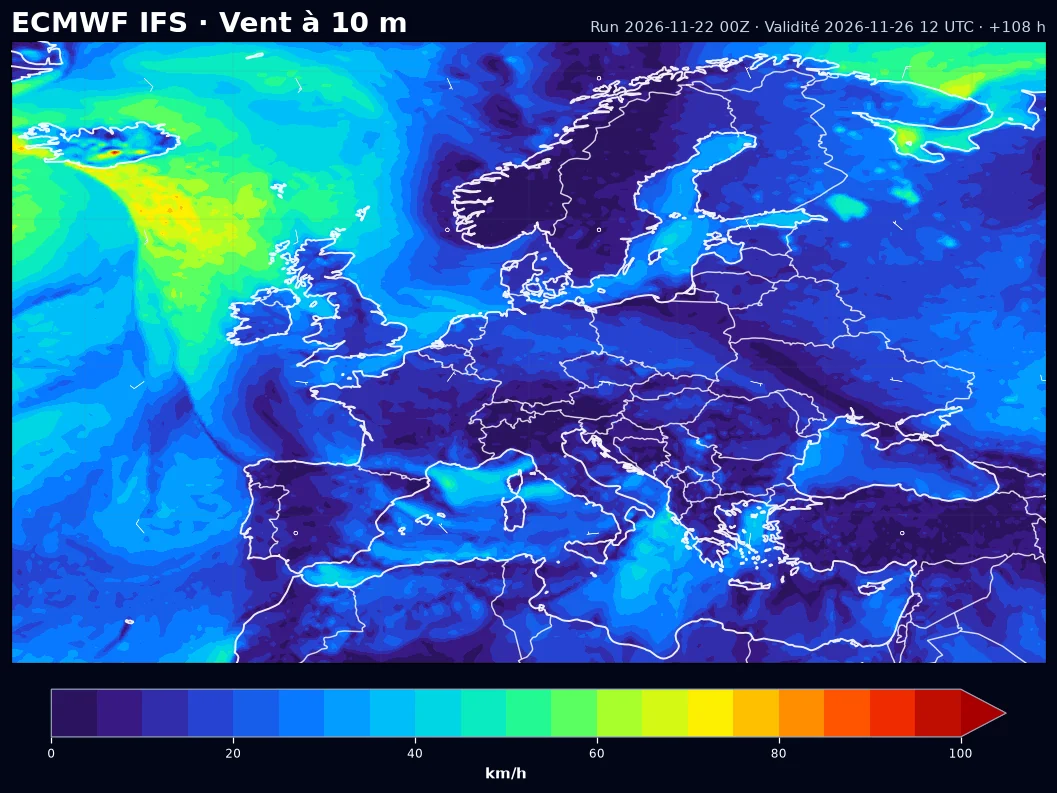 ECMWF IFS · Vent à 10 m
Run 2026-11-22 00Z · Validité 2026-11-26 12 UTC · +108 h
0 20 40 60 80 100
km/h